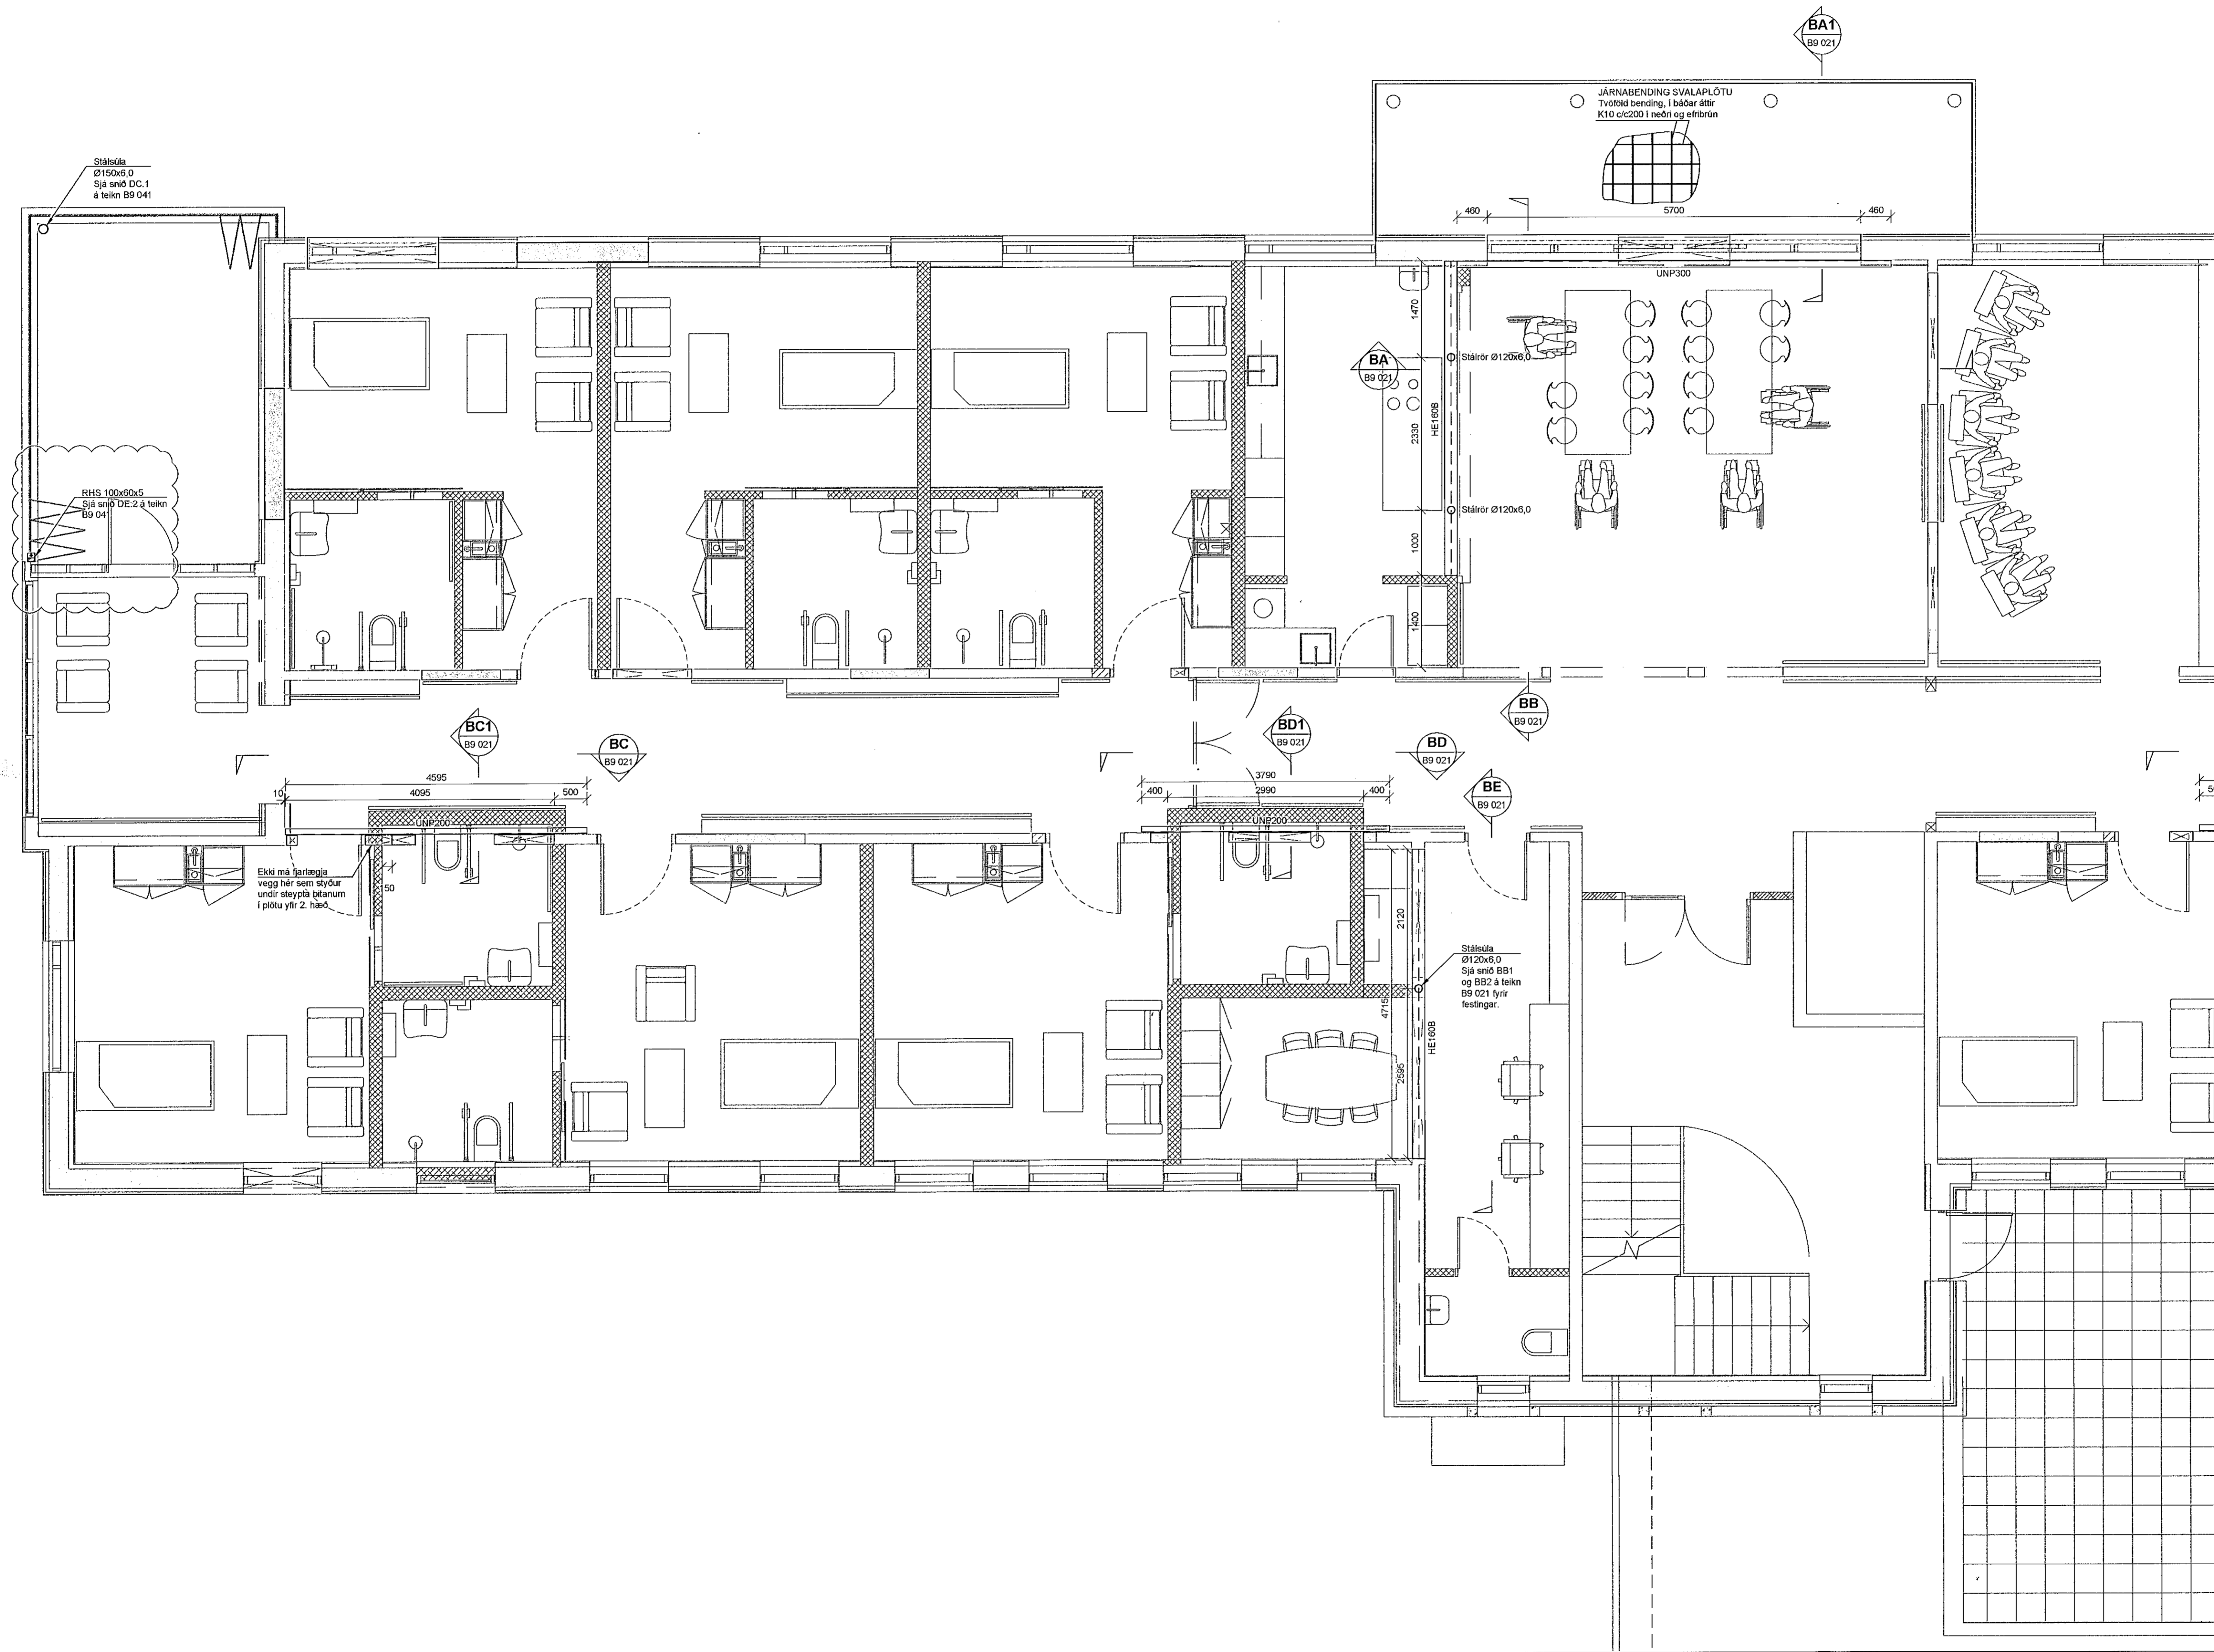 BA1
B9 021
JÁRNABENDING SVALAPLÖTU
Tvöföld bending, í báðar áttir
K10 c/c200 í neðri og efribrún
Stálsúla
Ø150x6,0
Sjá snið DC.1
á teikn B9 041
460
5700
460
UNP300
1470
BA
B9 021
Stálrör Ø120x6,0
HE160B
2330
RHS 100x60x5
Sjá snið DE.2 á teikn
B9 041
Stálrör Ø120x6,0
1000
1400
BC1
B9 021
BC
B9 021
BD1
B9 021
BD
B9 021
BB
B9 021
BE
B9 021
4595
10
4095
500
3790
400
2990
400
UNP200
UNP200
Ekki má fjarlægja
vegg hér sem styður
undir steypta bitanum
í plötu yfir 2. hæð.
150
2120
Stálsúla
Ø120x6,0
Sjá snið BB1
og BB2 á teikn
B9 021 fyrir
festingar.
4715
HE160B
2595